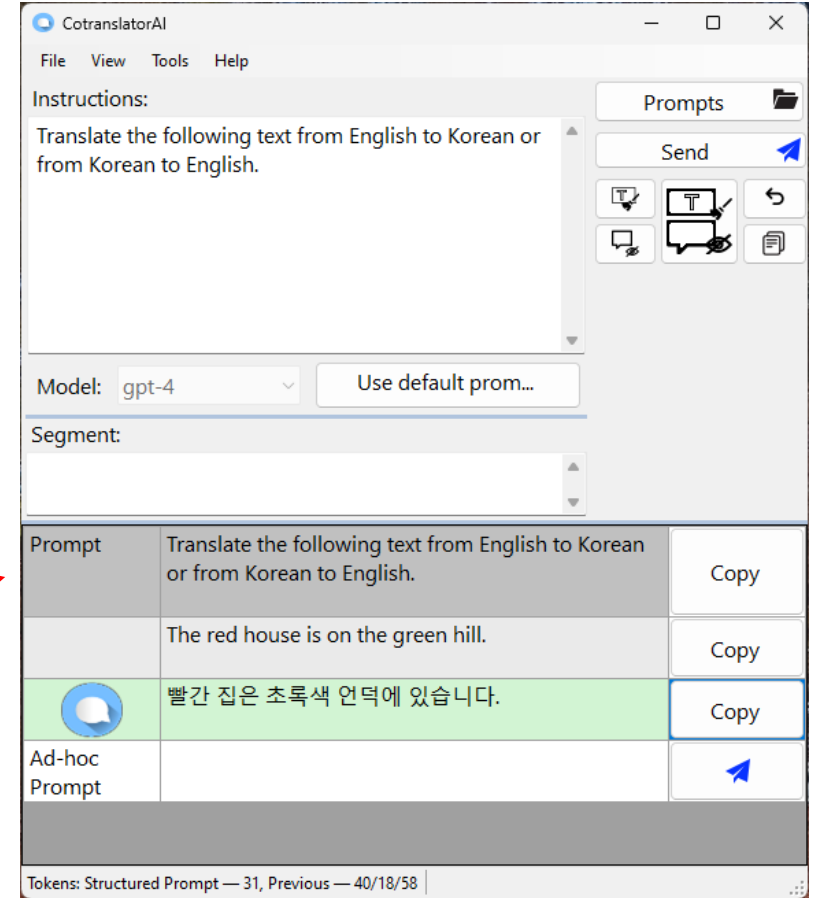 CotranslatorAI
File View Tools Help
Instructions:
Prompts
Translate the following text from English to Korean or
from Korean to English.
Send
T
T
Model: gpt-4
Use default prom...
Segment:
Prompt
Translate the following text from English to Korean
or from Korean to English.
Copy
The red house is on the green hill.
Copy
빨간 집은 초록색 언덕에 있습니다.
Copy
Ad-hoc
Prompt
Tokens: Structured Prompt — 31, Previous — 40/18/58